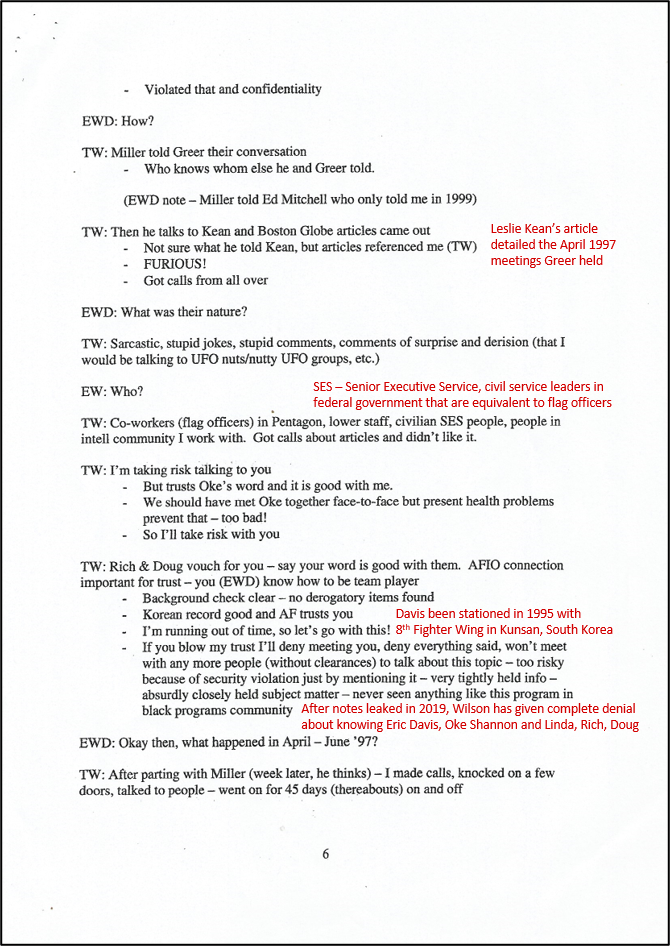 - Violated that and confidentiality
EWD: How?
TW: Miller told Greer their conversation
- Who knows whom else he and Greer told.
(EWD note – Miller told Ed Mitchell who only told me in 1999)
TW: Then he talks to Kean and Boston Globe articles came out
- Not sure what he told Kean, but articles referenced me (TW)
- FURIOUS!
- Got calls from all over
Leslie Kean's article
detailed the April 1997
meetings Greer held
EWD: What was their nature?
TW: Sarcastic, stupid jokes, stupid comments, comments of surprise and derision (that I
would be talking to UFO nuts/nutty UFO groups, etc.)
EW: Who?
SES – Senior Executive Service, civil service leaders in
federal government that are equivalent to flag officers
TW: Co-workers (flag officers) in Pentagon, lower staff, civilian SES people, people in
intell community I work with. Got calls about articles and didn't like it.
TW: I'm taking risk talking to you
- But trusts Oke's word and it is good with me.
- We should have met Oke together face-to-face but present health problems
prevent that – too bad!
- So I'll take risk with you
TW: Rich & Doug vouch for you – say your word is good with them. AFIO connection
important for trust – you (EWD) know how to be team player
- Background check clear – no derogatory items found
- Korean record good and AF trusts you
- I'm running out of time, so let's go with this!
Davis been stationed in 1995 with
8th Fighter Wing in Kunsan, South Korea
- If you blow my trust I'll deny meeting you, deny everything said, won't meet
with any more people (without clearances) to talk about this topic – too risky
because of security violation just by mentioning it – very tightly held info –
absurdly closely held subject matter – never seen anything like this program in
black programs community
After notes leaked in 2019, Wilson has given complete denial
about knowing Eric Davis, Oke Shannon and Linda, Rich, Doug
EWD: Okay then, what happened in April – June '97?
TW: After parting with Miller (week later, he thinks) – I made calls, knocked on a few
doors, talked to people – went on for 45 days (thereabouts) on and off
6